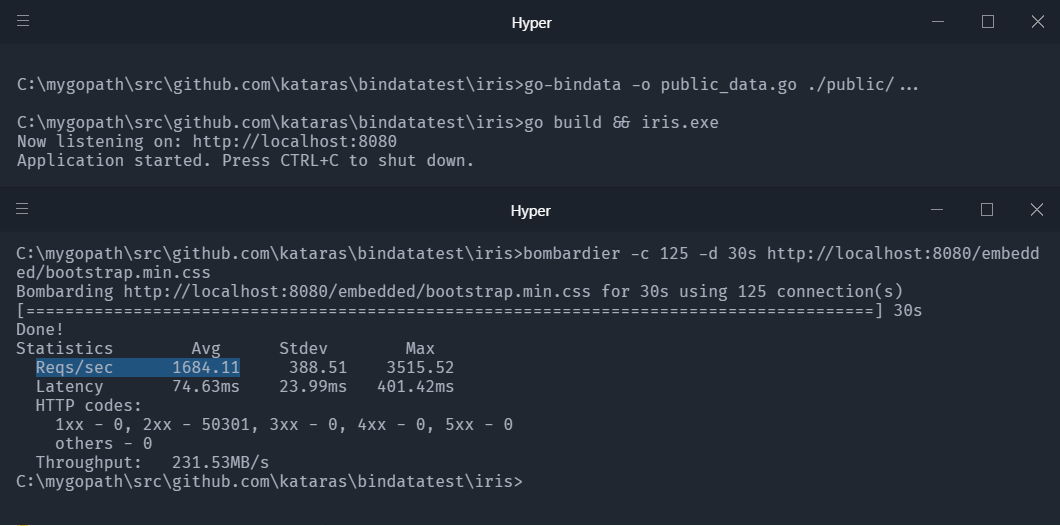 Hyper
C:\mygopath\src\github.com\kataras\bindatatest\iris>go-bindata -o public_data.go ./public/...
C:\mygopath\src\github.com\kataras\bindatatest\iris>go build && iris.exe
Now listening on: http://localhost:8080
Application started. Press CTRL+C to shut down.
Hyper
C:\mygopath\src\github.com\kataras\bindatatest\iris>bombardier -c 125 -d 30s http://localhost:8080/embedd
ed/bootstrap.min.css
Bombarding http://localhost:8080/embedded/bootstrap.min.css for 30s using 125 connection(s)
[=======================================================================================] 30s
Done!
Statistics        Avg      Stdev        Max
  Reqs/sec      1684.11     388.51    3515.52
  Latency       74.63ms    23.99ms   401.42ms
  HTTP codes:
    1xx - 0, 2xx - 50301, 3xx - 0, 4xx - 0, 5xx - 0
    others - 0
  Throughput:   231.53MB/s
C:\mygopath\src\github.com\kataras\bindatatest\iris>